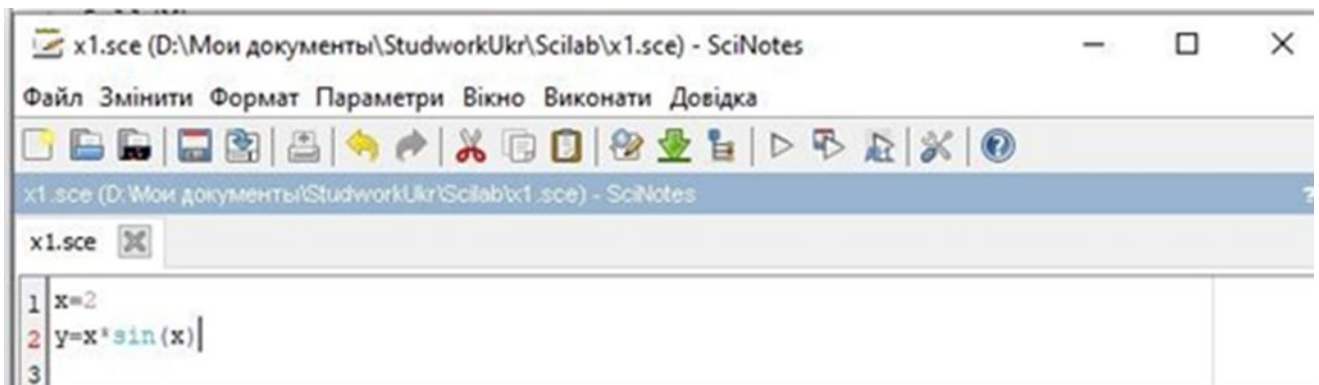 x1.sce (D:\Мои документы\StudworkUkr\Scilab\x1.sce) - SciNotes
Файл Змінити Формат Параметри Вікно Виконати Довідка
x1.sce (D:\Мои документы\StudworkUkr\Scilab\x1.sce) - SciNotes
x1.sce
1 x=2
2 y=x*sin(x)
3